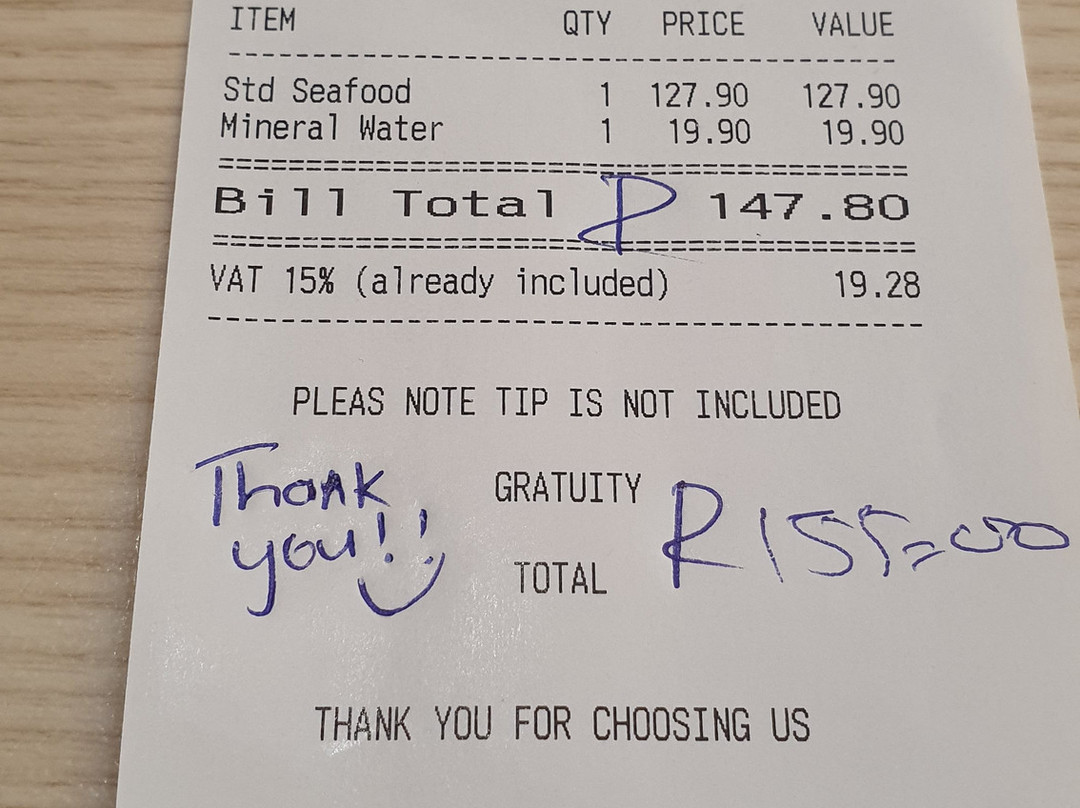 ITEM QTY PRICE VALUE
Std Seafood 1 127.90 127.90
Mineral Water 1 19.90 19.90
Bill Total 147.80
VAT 15% (already included) 19.28
PLEAS NOTE TIP IS NOT INCLUDED
Thank
you!!
GRATUITY
R155=00
TOTAL
THANK YOU FOR CHOOSING US